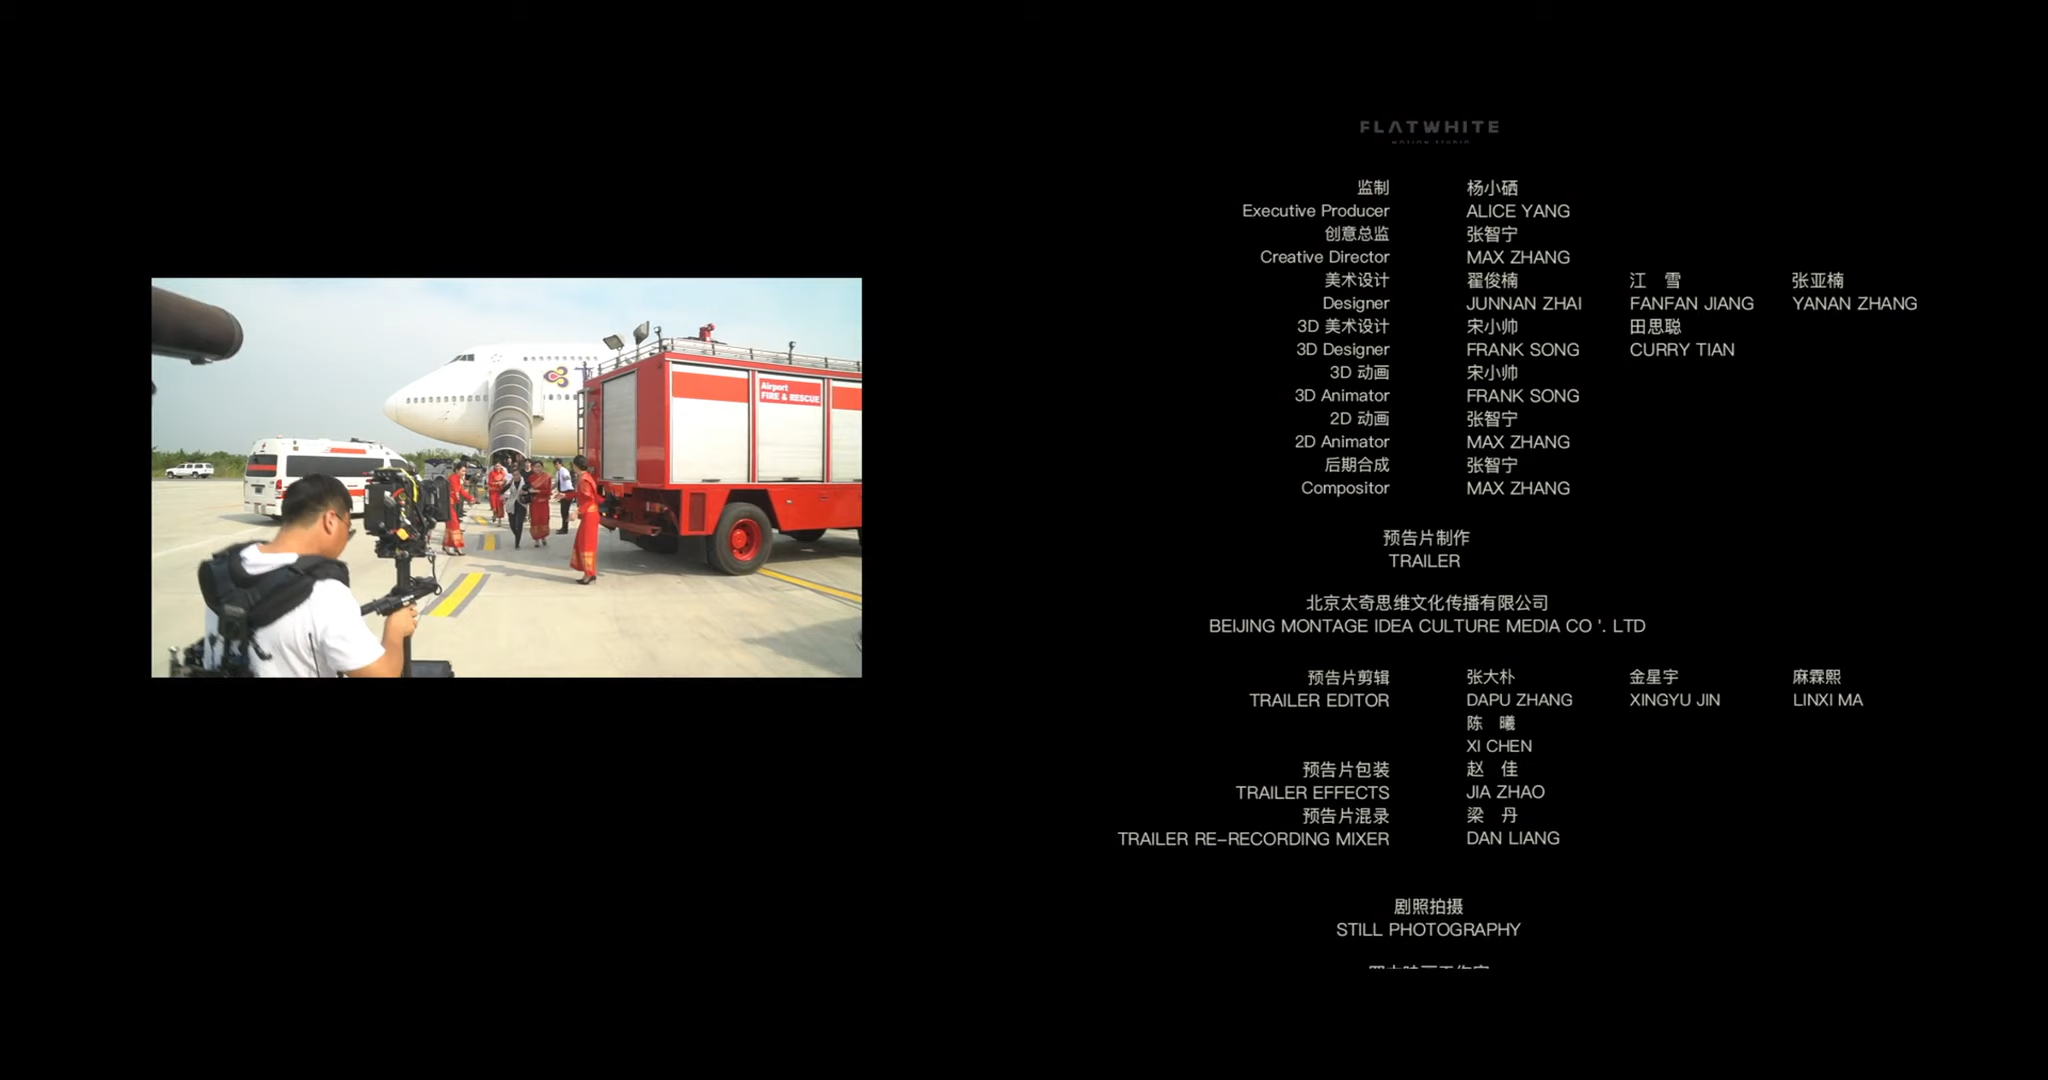 Airport
FIRE & RESCUE
FLATWHITE
监制 杨小硒
Executive Producer ALICE YANG
创意总监 张智宁
Creative Director MAX ZHANG
美术设计 翟俊楠 江 雪 张亚楠
Designer JUNNAN ZHAI FANFAN JIANG YANAN ZHANG
3D 美术设计 宋小帅 田思聪
3D Designer FRANK SONG CURRY TIAN
3D 动画 宋小帅
3D Animator FRANK SONG
2D 动画 张智宁
2D Animator MAX ZHANG
后期合成 张智宁
Compositor MAX ZHANG
预告片制作
TRAILER
北京太奇思维文化传播有限公司
BEIJING MONTAGE IDEA CULTURE MEDIA CO '. LTD
预告片剪辑 张大朴 金星宇 麻霖熙
TRAILER EDITOR DAPU ZHANG XINGYU JIN LINXI MA
陈 曦
XI CHEN
预告片包装 赵 佳
TRAILER EFFECTS JIA ZHAO
预告片混录 梁 丹
TRAILER RE-RECORDING MIXER DAN LIANG
剧照拍摄
STILL PHOTOGRAPHY